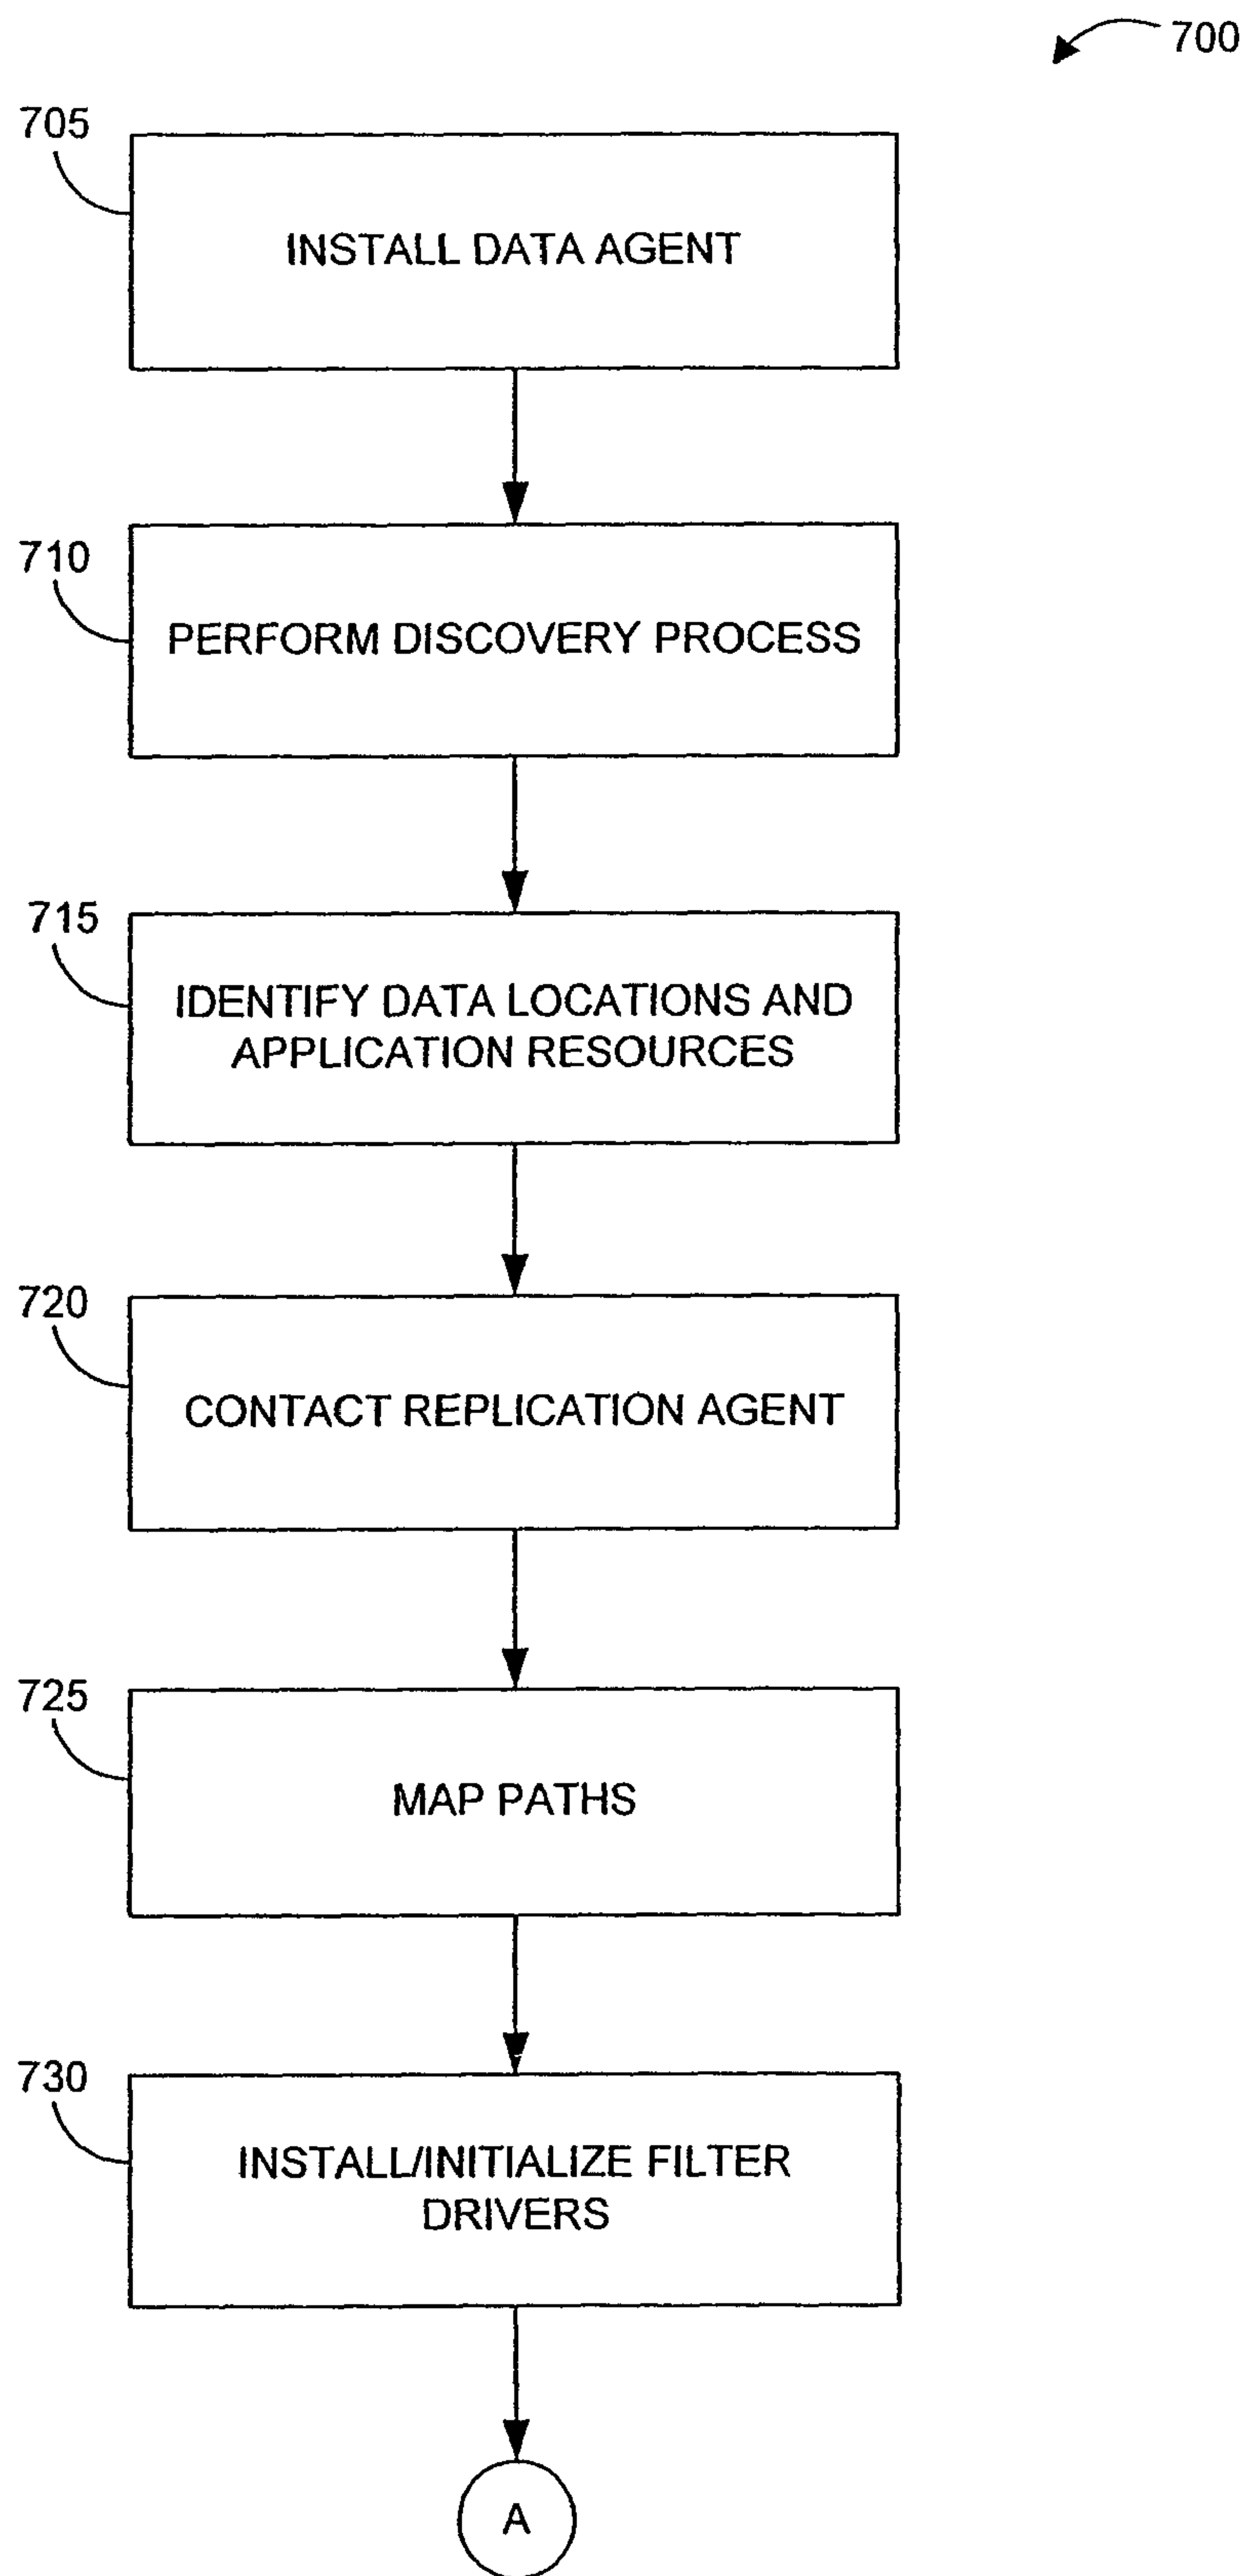 700
705
INSTALL DATA AGENT
710
PERFORM DISCOVERY PROCESS
715
IDENTIFY DATA LOCATIONS AND
APPLICATION RESOURCES
720
CONTACT REPLICATION AGENT
725
MAP PATHS
730
INSTALL/INITIALIZE FILTER
DRIVERS
A